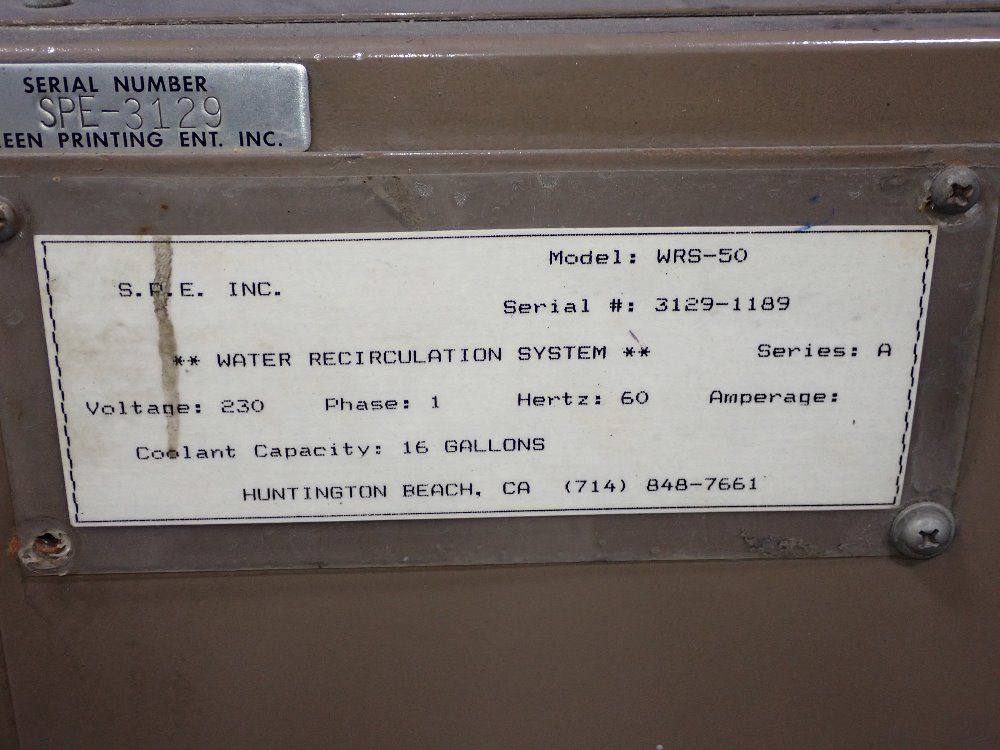 SERIAL NUMBER
SPE-3129
EEN PRINTING ENT. INC.
Model: WRS-50
S.P.E. INC.
Serial #: 3129-1189
** WATER RECIRCULATION SYSTEM ** Series: A
Voltage: 230 Phase: 1 Hertz: 60 Amperage:
Coolant Capacity: 16 GALLONS
HUNTINGTON BEACH, CA (714) 848-7661